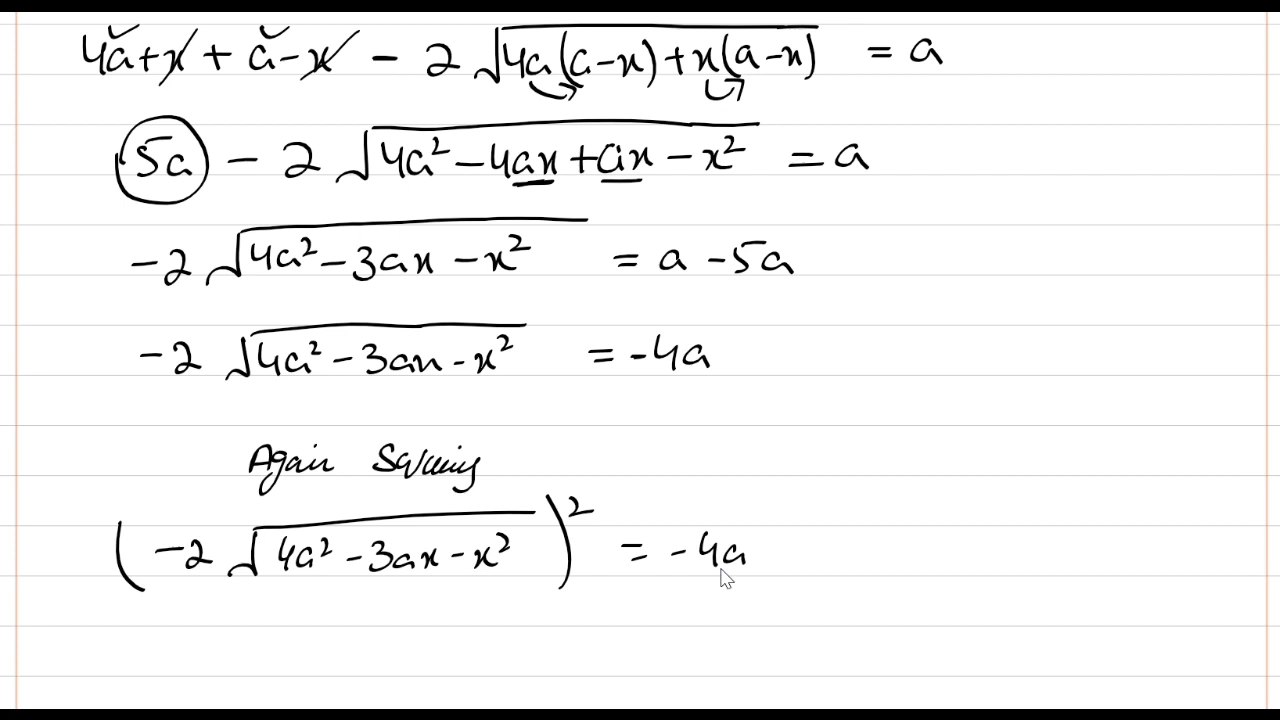 4a+x + a-x - 2 √4a(a-x)+x(a-x) = a
5a - 2 √4a²-4ax+ax-x² = a
-2 √4a²-3ax-x² = a-5a
-2 √4a²-3ax-x² = -4a
Again Sqring
(-2 √4a²-3ax-x²)² = -4a